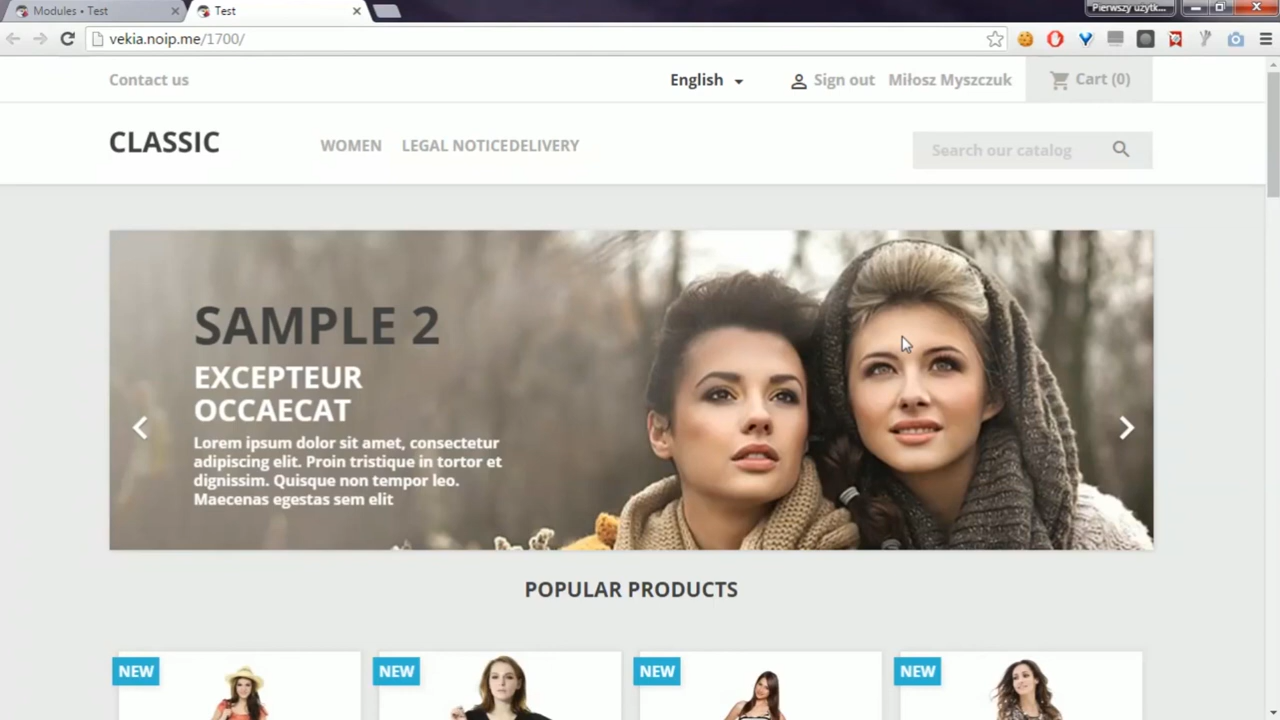 Modules • Test
Test
Pierwszy użytk...
vekia.noip.me/1700/
Contact us
English
Sign out
Miłosz Myszczuk
Cart (0)
CLASSIC
WOMEN
LEGAL NOTICEDELIVERY
Search our catalog
SAMPLE 2
EXCEPTEUR
OCCAECAT
Lorem ipsum dolor sit amet, consectetur
adipiscing elit. Proin tristique in tortor et
dignissim. Quisque non tempor leo.
Maecenas egestas sem elit
POPULAR PRODUCTS
NEW
NEW
NEW
NEW